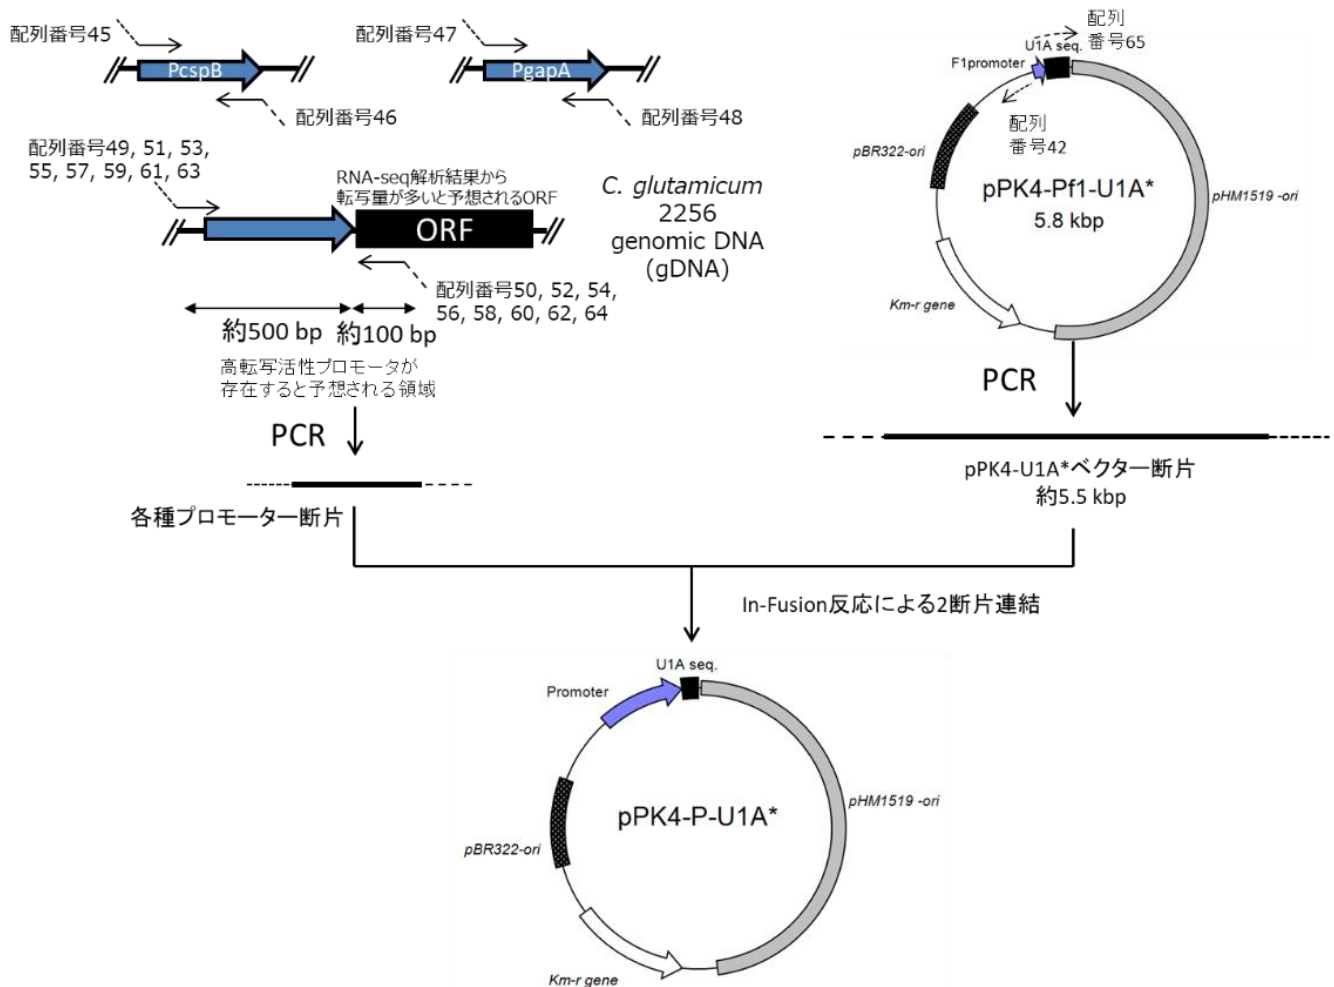 配列番号45
PcspB
配列番号46
配列番号47
PgapA
配列番号48
配列番号49, 51, 53,
55, 57, 59, 61, 63
RNA-seq解析結果から
転写量が多いと予想されるORF
ORF
配列番号50, 52, 54,
56, 58, 60, 62, 64
約500 bp
約100 bp
高転写活性プロモータが
存在すると予想される領域
C. glutamicum
2256
genomic DNA
(gDNA)
配列
番号65
U1A seq.
F1promoter
配列
番号42
pBR322-ori
pPK4-Pf1-U1A*
5.8 kbp
pHM1519 -ori
Km-r gene
PCR
各種プロモーター断片
PCR
pPK4-U1A*ベクター断片
約5.5 kbp
In-Fusion反応による2断片連結
U1A seq.
Promoter
pHM1519 -ori
pPK4-P-U1A*
pBR322-ori
Km-r gene